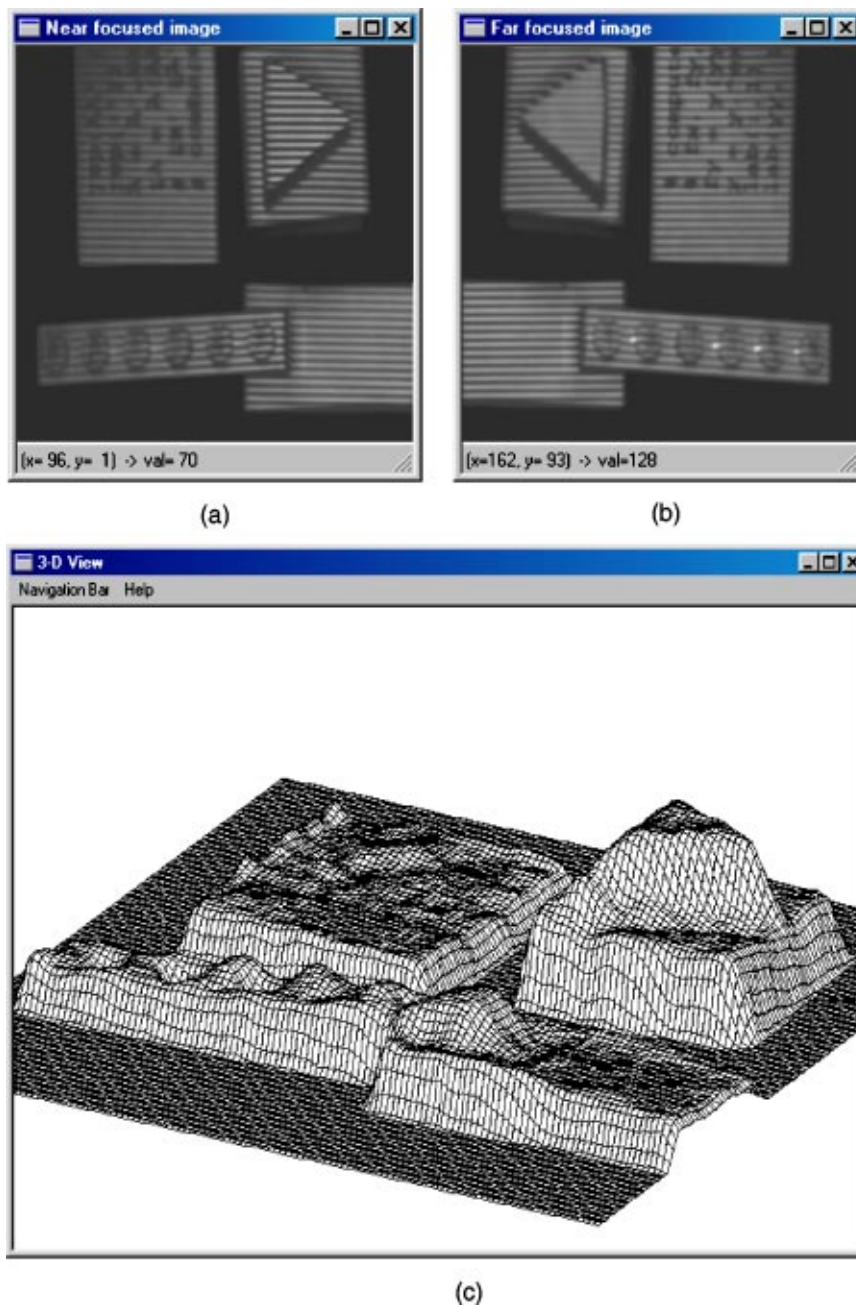 Near focused image
Far focused image
(x= 96, y= 1) -> val= 70
(x=162, y= 93) -> val=128
(a)
(b)
3-D View
Navigation Bar Help
(c)